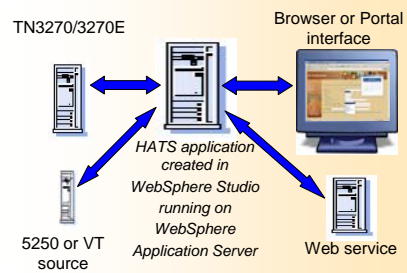 TN3270/3270E
Browser or Portal
interface
HATS application
created in
WebSphere Studio
running on
WebSphere
Application Server
5250 or VT
source
Web service